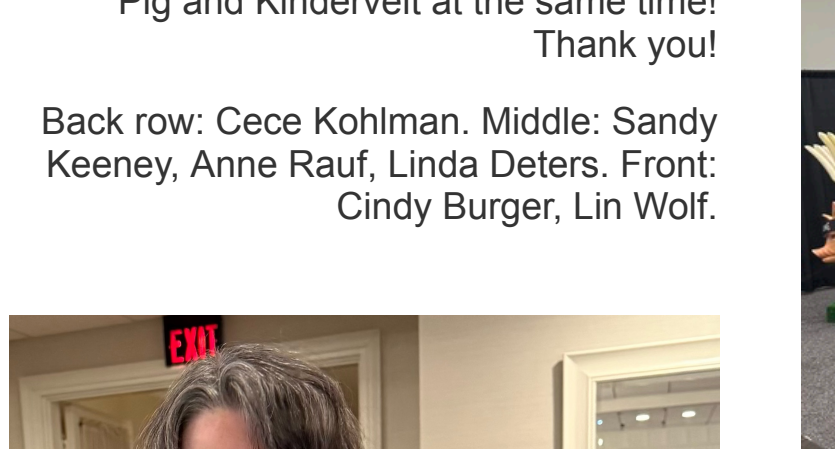 Pig and Kindervelt at the same time!
Thank you!
Back row: Cece Kohlman. Middle: Sandy
Keeney, Anne Rauf, Linda Deters. Front:
Cindy Burger, Lin Wolf.
EXIT